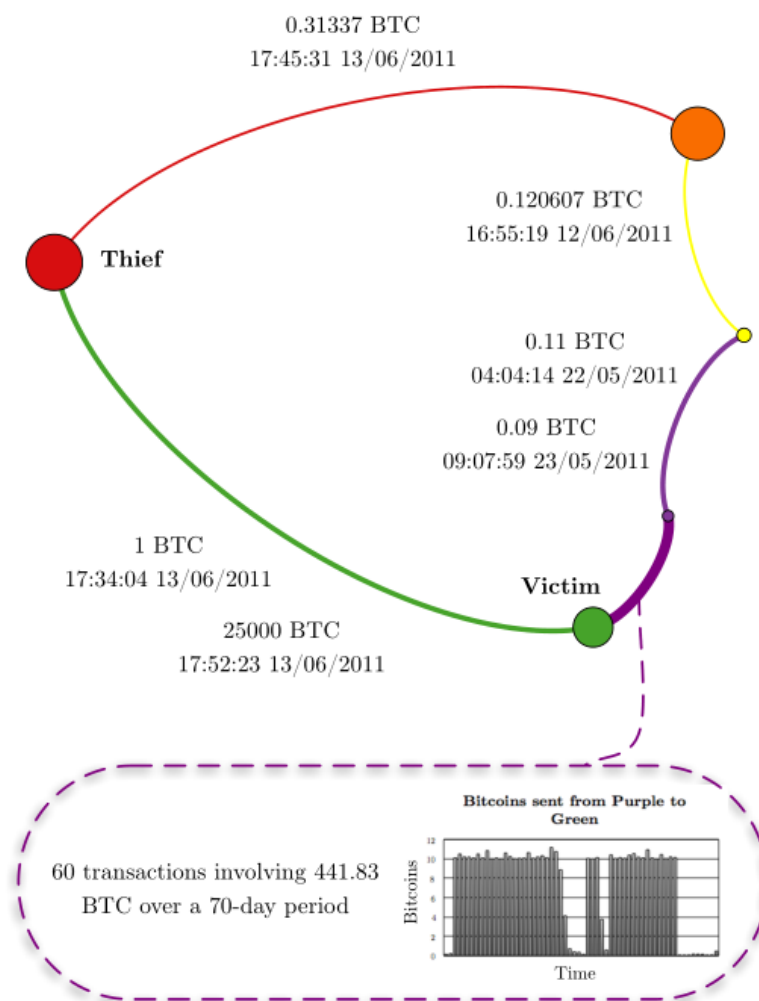 0.31337 BTC
17:45:31 13/06/2011
0.120607 BTC
16:55:19 12/06/2011
Thief
0.11 BTC
04:04:14 22/05/2011
0.09 BTC
09:07:59 23/05/2011
1 BTC
17:34:04 13/06/2011
Victim
25000 BTC
17:52:23 13/06/2011
60 transactions involving 441.83
BTC over a 70-day period
Bitcoins sent from Purple to
Green
Bitcoins
12
10
8
6
4
2
0
Time